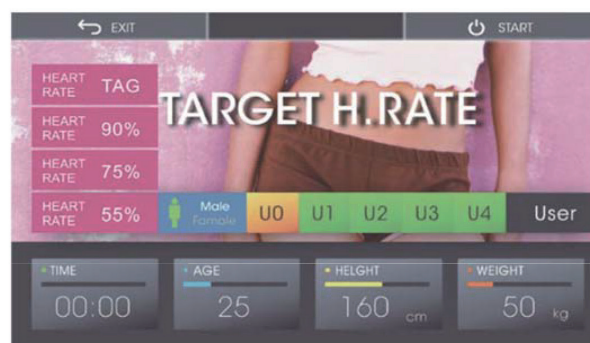 EXIT
START
HEART RATE TAG
HEART RATE 90%
HEART RATE 75%
HEART RATE 55%
TARGET H.RATE
Male
Famale
U0 U1 U2 U3 U4 User
TIME
00:00
AGE
25
HELGHT
160 cm
WEIGHT
50 kg